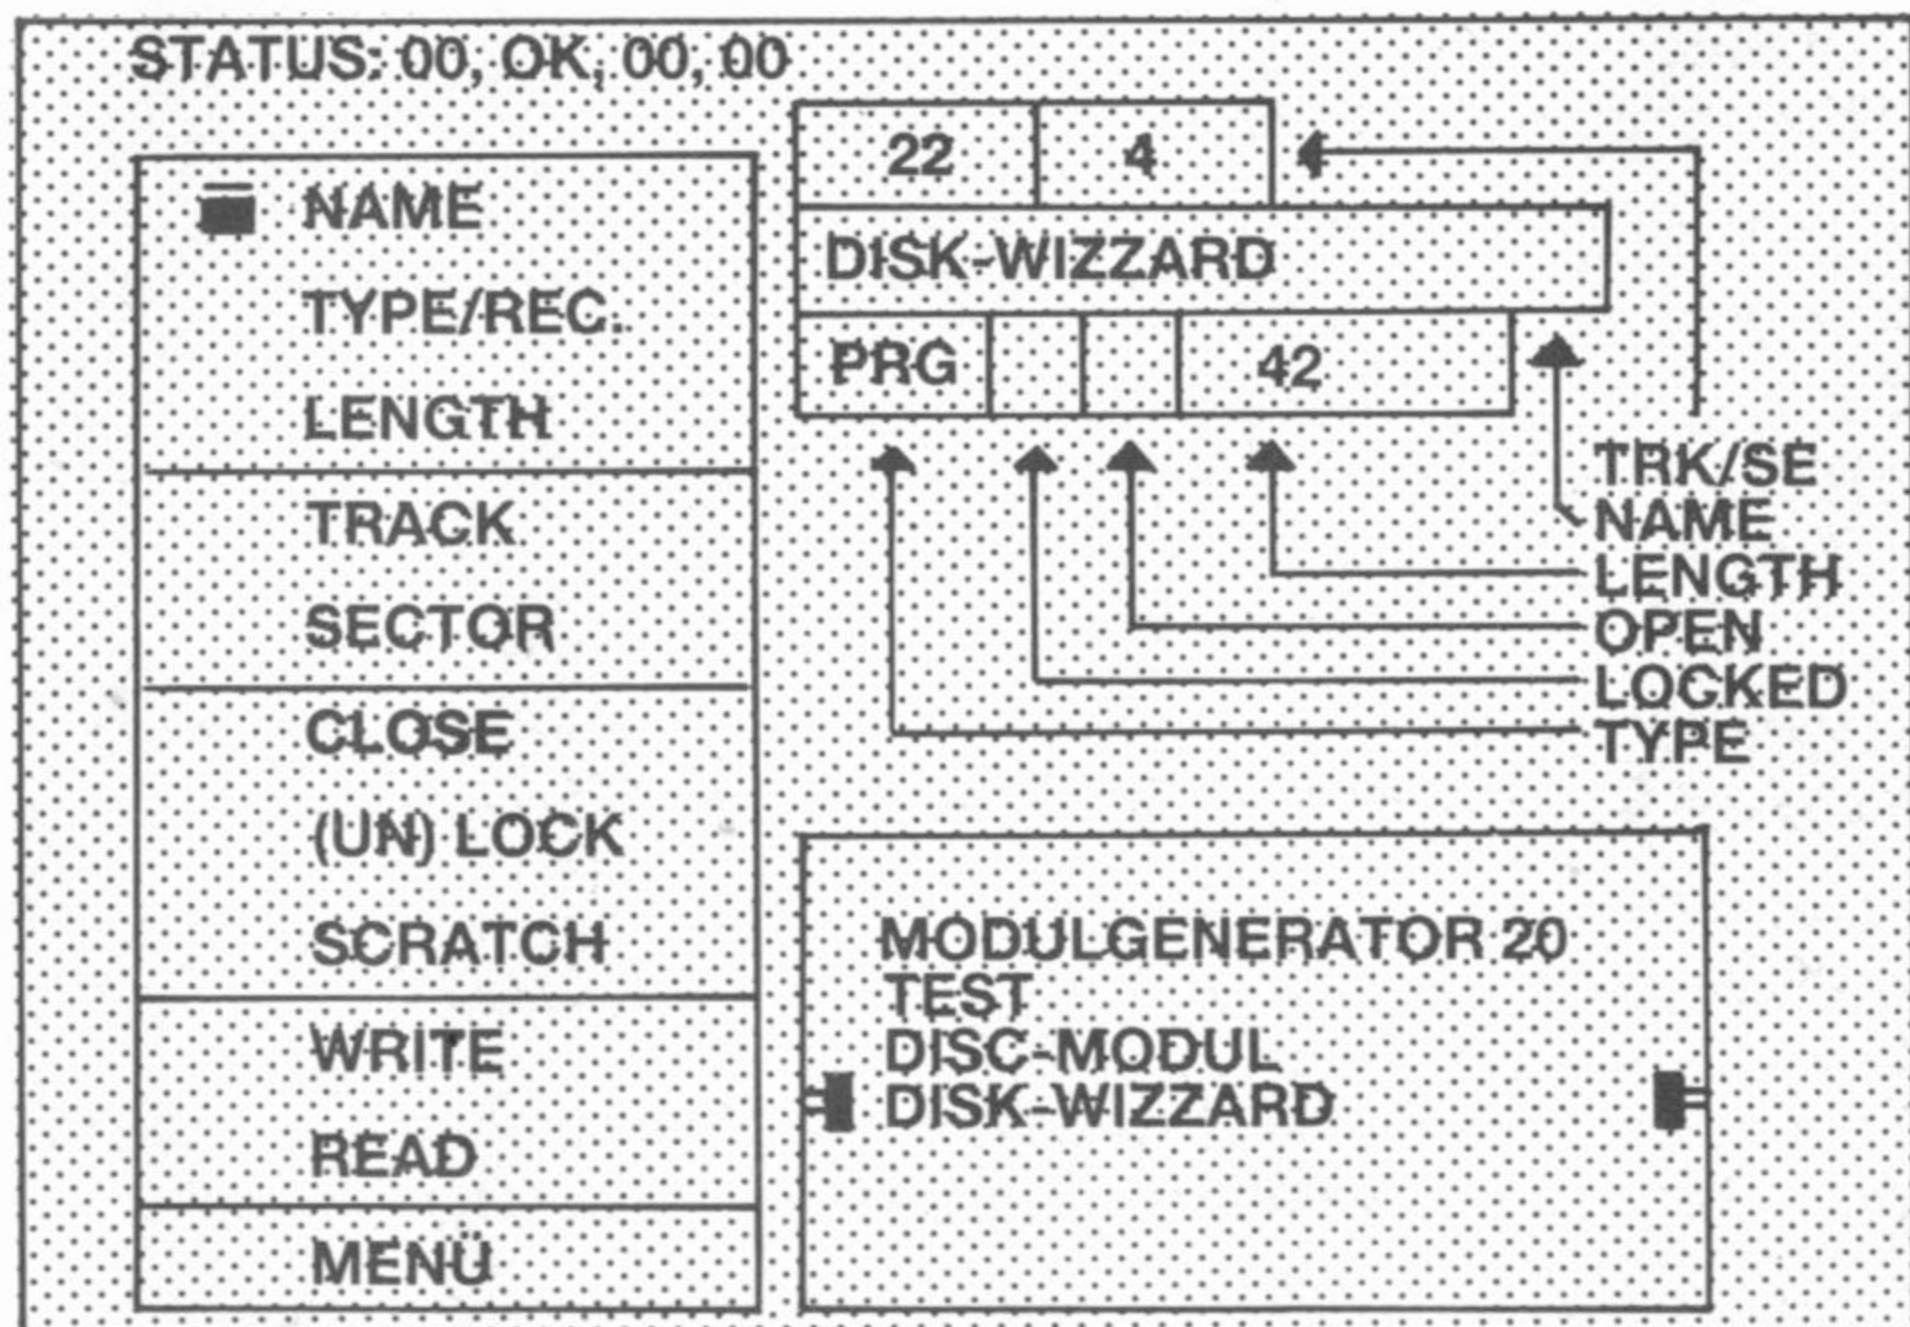 STATUS: 00, OK, 00, 00
NAME
TYPE/REC.
LENGTH
TRACK
SECTOR
CLOSE
(UN) LOCK
SCRATCH
WRITE
READ
MENÜ
22 4
DISK-WIZZARD
PRG 42
TRK/SE
NAME
LENGTH
OPEN
LOCKED
TYPE
MODULGENERATOR 20
TEST
DISC-MODUL
DISK-WIZZARD